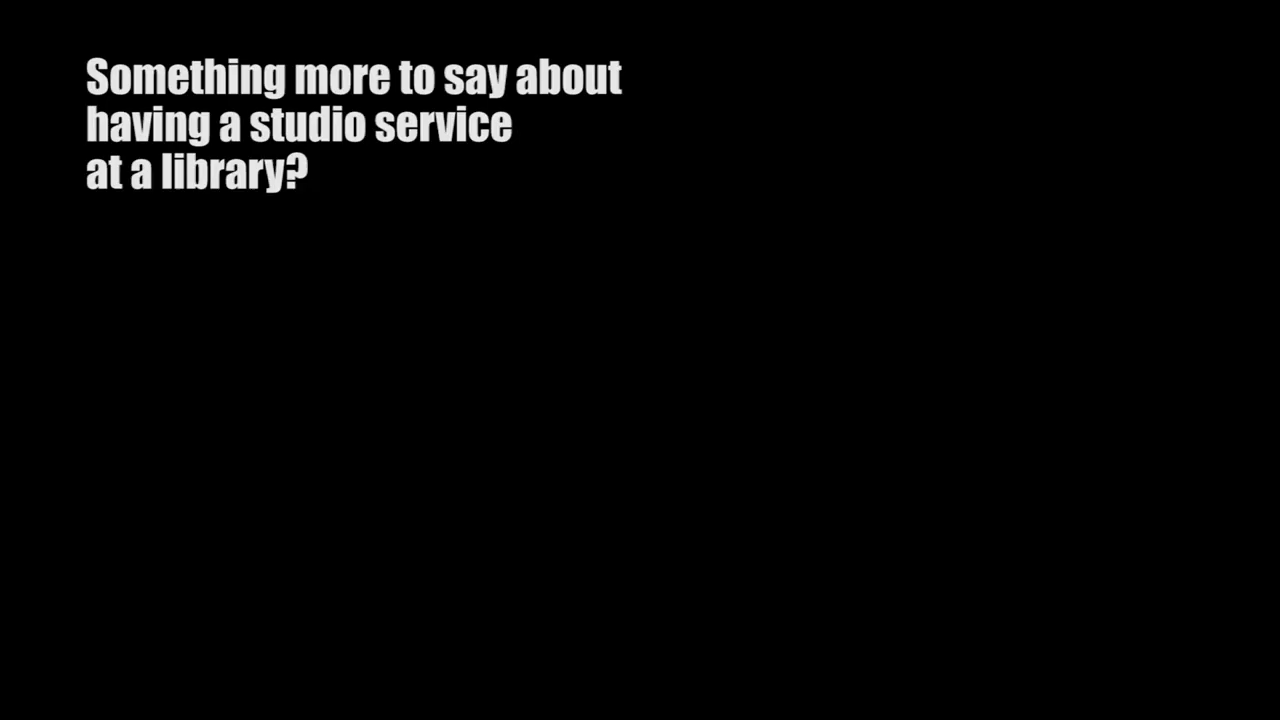 Something more to say about
having a studio service
at a library?